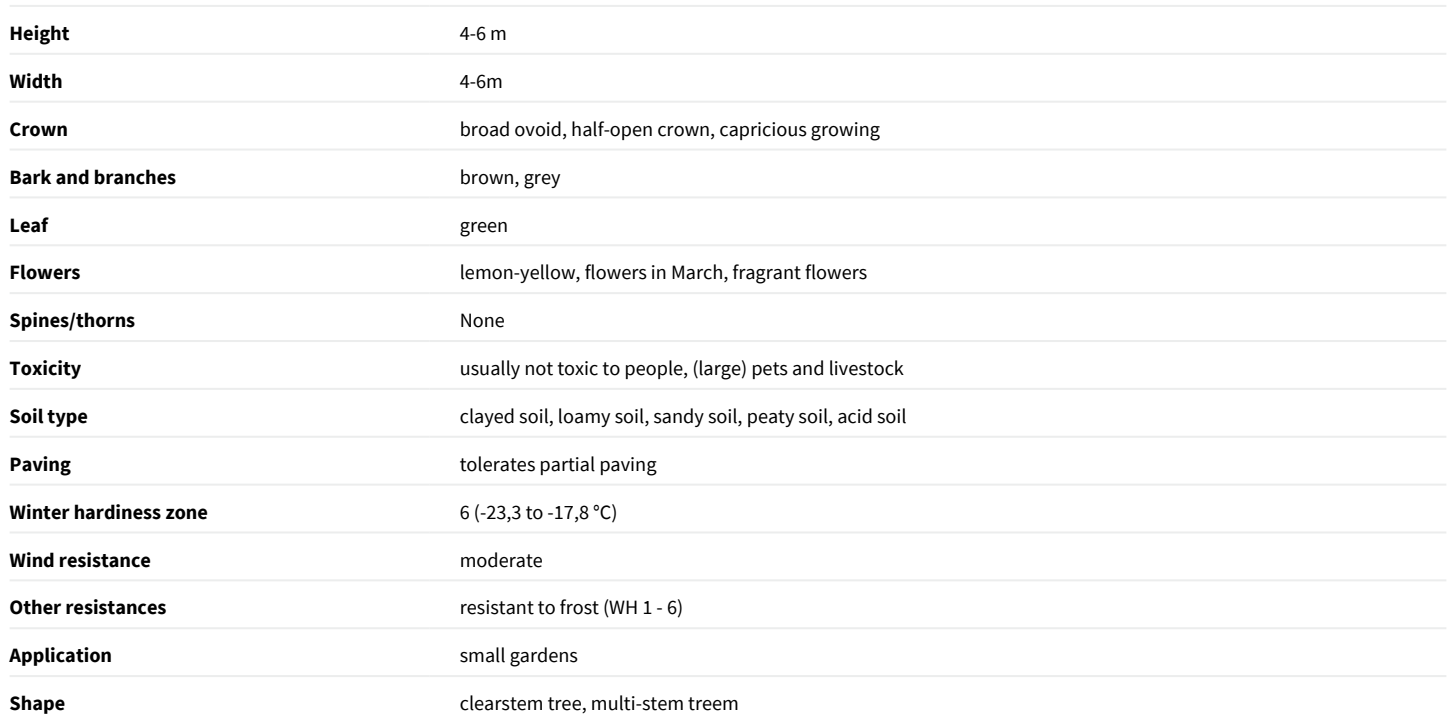 Height 4-6 m
Width 4-6m
Crown broad ovoid, half-open crown, capricious growing
Bark and branches brown, grey
Leaf green
Flowers lemon-yellow, flowers in March, fragrant flowers
Spines/thorns None
Toxicity usually not toxic to people, (large) pets and livestock
Soil type clayed soil, loamy soil, sandy soil, peaty soil, acid soil
Paving tolerates partial paving
Winter hardiness zone 6 (-23,3 to -17,8 °C)
Wind resistance moderate
Other resistances resistant to frost (WH 1 - 6)
Application small gardens
Shape clearstem tree, multi-stem treem